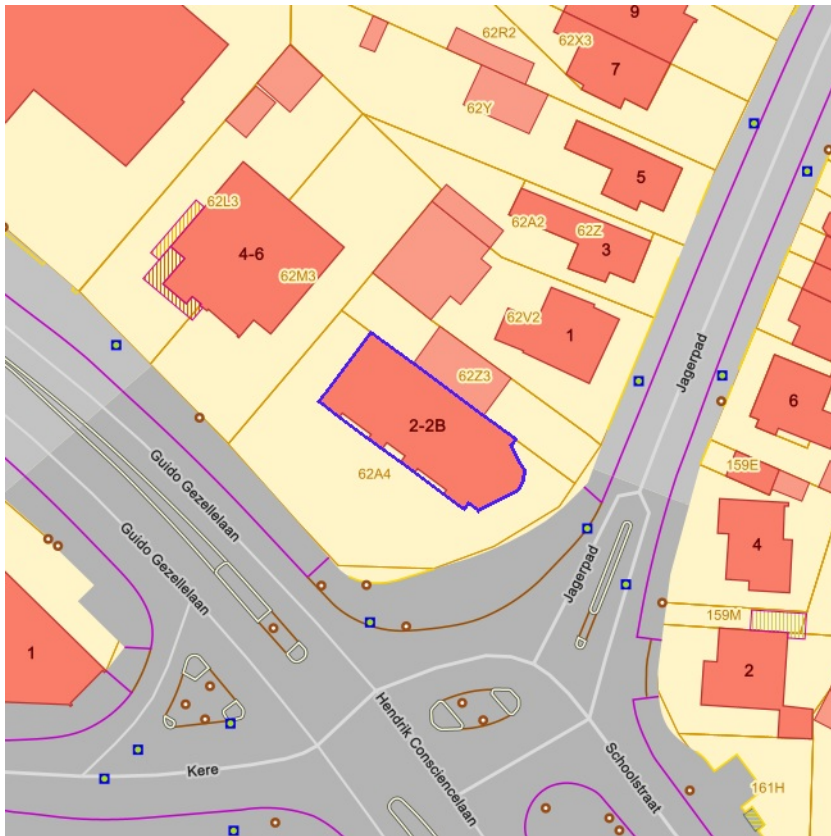 9
62R2
62X3
7
62Y
5
62L3
62A2
62Z
3
4-6
62M3
62V2
1
Jagerpad
62Z3
6
2-2B
159E
62A4
Guido Gezellelaan
Guido Gezellelaan
4
Jagerpad
159M
1
2
Hendrik Consciencelaan
Kere
Schoolstraat
161H